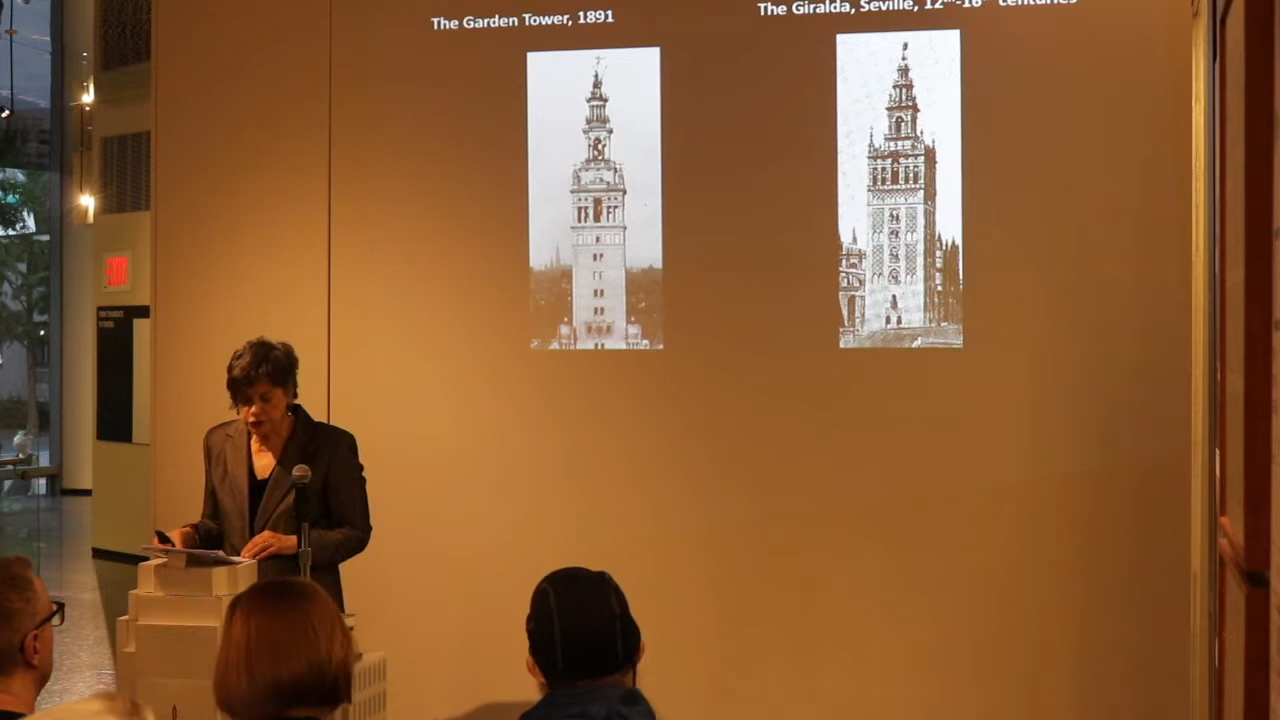 The Garden Tower, 1891
The Giralda, Seville, 12th-16th centuries